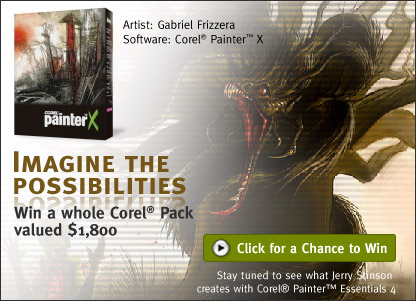 Artist: Gabriel Frizzera
Software: Corel® Painter™ X
COREL
painter X
IMAGINE THE
POSSIBILITIES
Win a whole Corel® Pack
valued $1,800
Click for a Chance to Win
Stay tuned to see what Jerry Stinson
creates with Corel® Painter™ Essentials 4